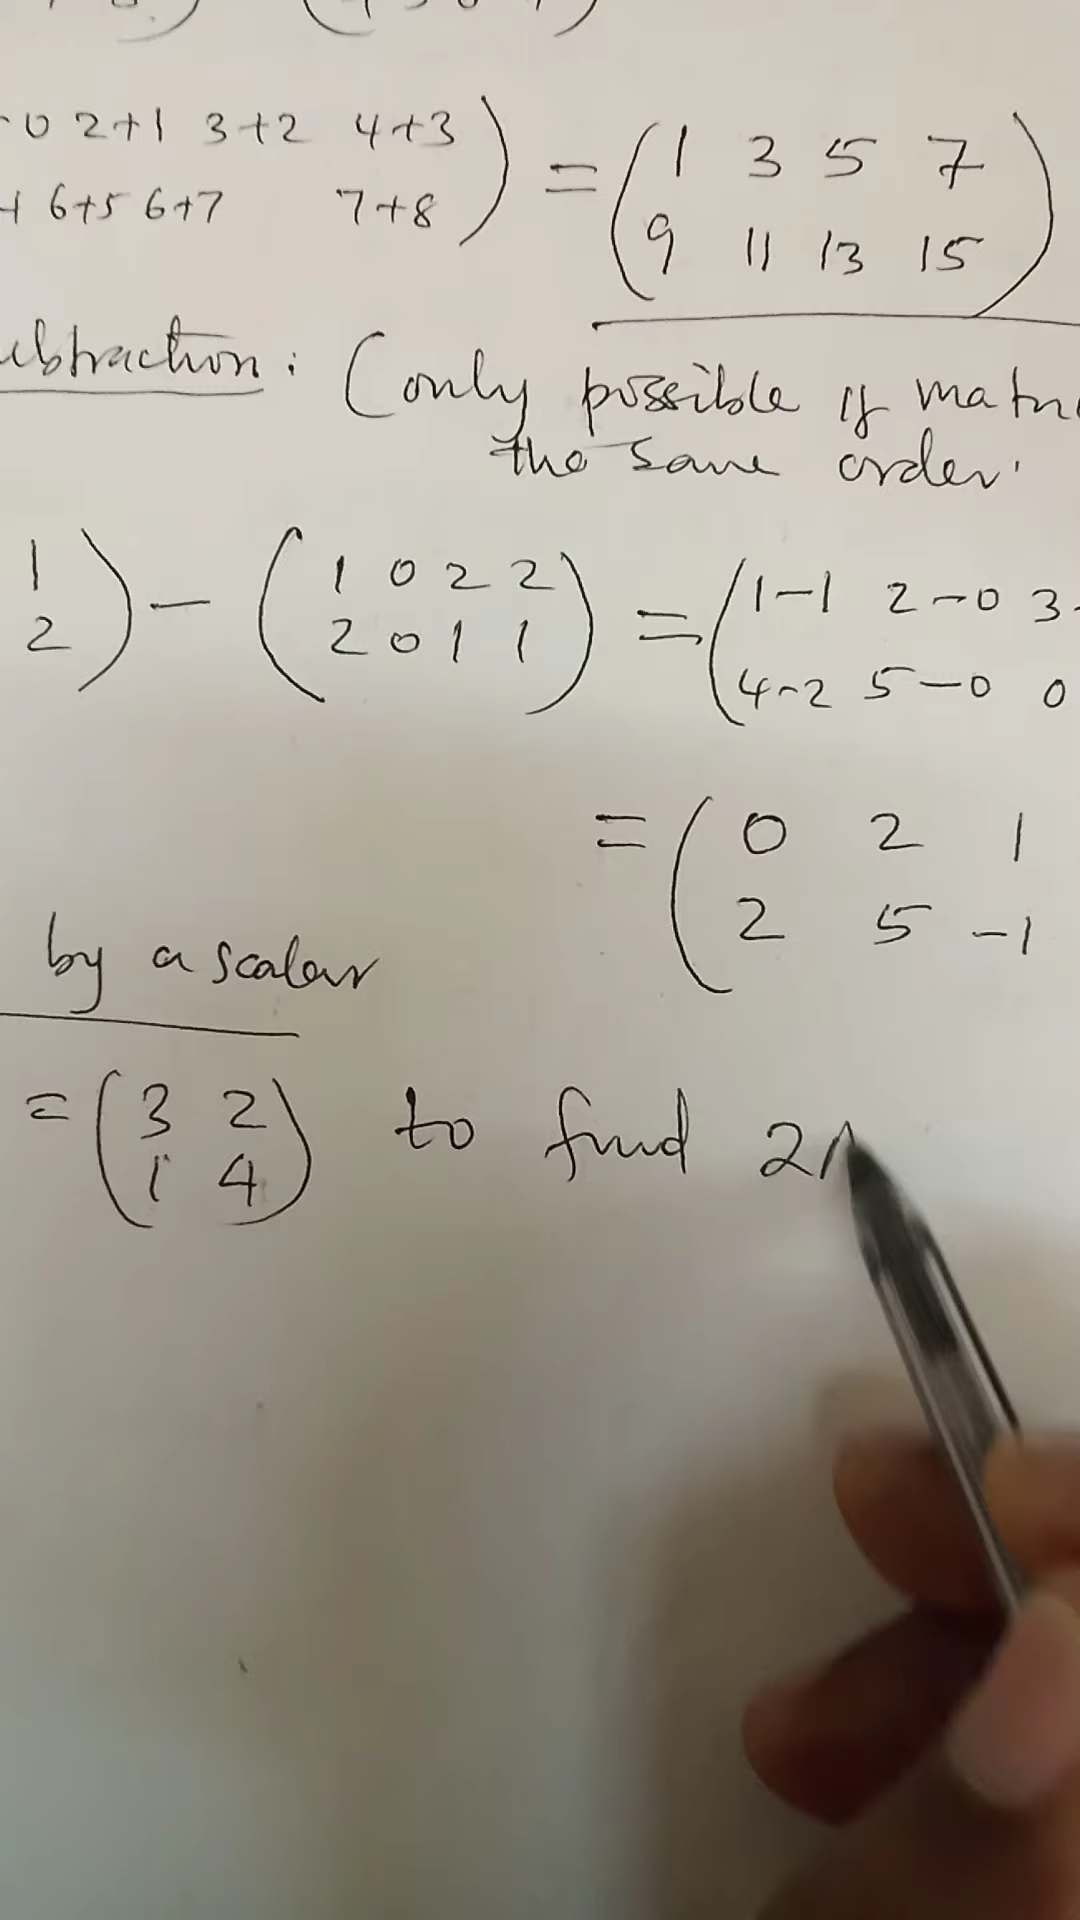 0 2+1 3+2 4+3 ) = ( 1 3 5 7
6+5 6+7 7+8 9 11 13 15 )
ubtraction: (only possible if matri
the same order.
1 ) - ( 1 0 2 2 ) = ( 1-1 2-0 3-
2 2 0 1 1 4-2 5-0 0
= ( 0 2 1
2 5 -1
by a scalar
= ( 3 2 ) to find 2A
1 4